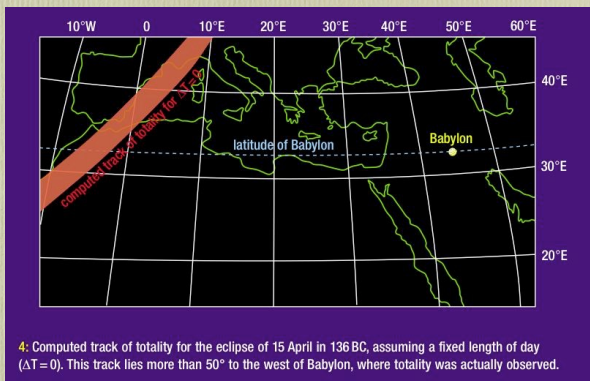 10°W 0 10°E 20°E 30°E 40°E 50°E 60°E
40°E
computed track of totality for ΔT= 0
latitude of Babylon
Babylon
30°E
20°E
4: Computed track of totality for the eclipse of 15 April in 136 BC, assuming a fixed length of day
(ΔT = 0). This track lies more than 50° to the west of Babylon, where totality was actually observed.